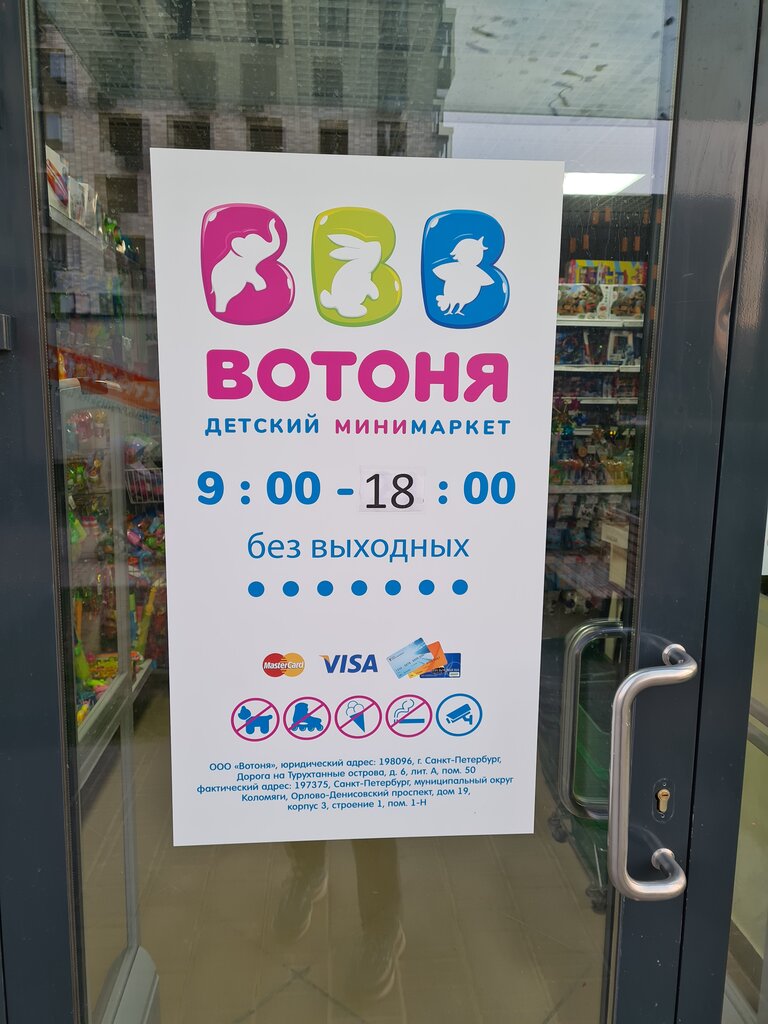 ВВВ
ВОТОНЯ
ДЕТСКИЙ МИНИМАРКЕТ
9 : 00 - 18 : 00
без выходных
MasterCard VISA
ООО «Вотоня», юридический адрес: 198096, г. Санкт-Петербург,
Дорога на Турухтанные острова, д. 6, лит. А, пом. 50
фактический адрес: 197375, Санкт-Петербург, муниципальный округ
Коломяги, Орлово-Денисовский проспект, дом 19,
корпус 3, строение 1, пом. 1-Н